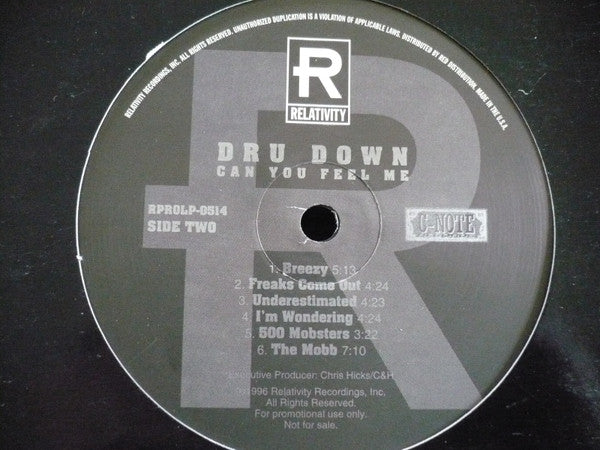 RELATIVITY RECORDINGS, INC. ALL RIGHTS RESERVED. UNAUTHORIZED DUPLICATION IS A VIOLATION OF APPLICABLE LAWS. DISTRIBUTED BY RED DISTRIBUTION. MADE IN THE U.S.A.
R
RELATIVITY
DRU DOWN
CAN YOU FEEL ME
RPROLP-0514
SIDE TWO
C-NOTE
1. Breezy 5:13
2. Freaks Come Out 4:24
3. Underestimated 4:23
4. I'm Wondering 4:24
5. 500 Mobsters 3:22
6. The Mobb 7:10
Executive Producer: Chris Hicks/C&H
℗©1996 Relativity Recordings, Inc.
All Rights Reserved.
For promotional use only.
Not for sale.